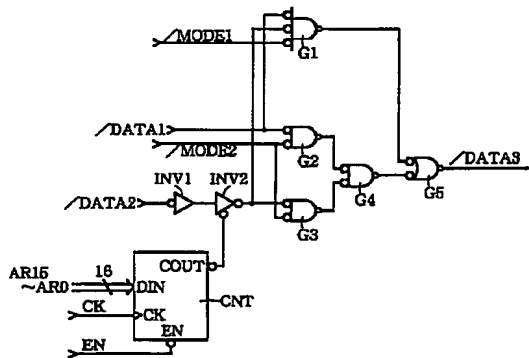 /MODE1
G1
/DATA1
/MODE2
G2
/DATA3
INV1
INV2
G4
G5
/DATA2
G3
COUT
16
AR15
~AR0
DIN
CNT
CK
CK
EN
EN